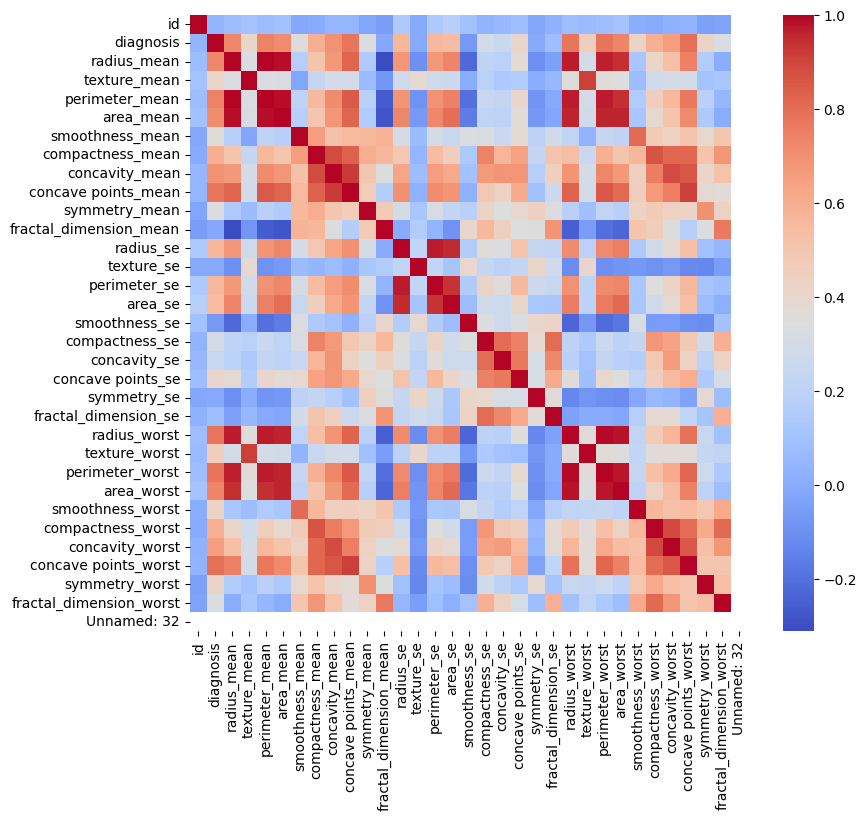 id
diagnosis
radius_mean
texture_mean
perimeter_mean
area_mean
smoothness_mean
compactness_mean
concavity_mean
concave points_mean
symmetry_mean
fractal_dimension_mean
radius_se
texture_se
perimeter_se
area_se
smoothness_se
compactness_se
concavity_se
concave points_se
symmetry_se
fractal_dimension_se
radius_worst
texture_worst
perimeter_worst
area_worst
smoothness_worst
compactness_worst
concavity_worst
concave points_worst
symmetry_worst
fractal_dimension_worst
Unnamed: 32
id
diagnosis
radius_mean
texture_mean
perimeter_mean
area_mean
smoothness_mean
compactness_mean
concavity_mean
concave points_mean
symmetry_mean
fractal_dimension_mean
radius_se
texture_se
perimeter_se
area_se
smoothness_se
compactness_se
concavity_se
concave points_se
symmetry_se
fractal_dimension_se
radius_worst
texture_worst
perimeter_worst
area_worst
smoothness_worst
compactness_worst
concavity_worst
concave points_worst
symmetry_worst
fractal_dimension_worst
Unnamed: 32
1.0
0.8
0.6
0.4
0.2
0.0
−0.2